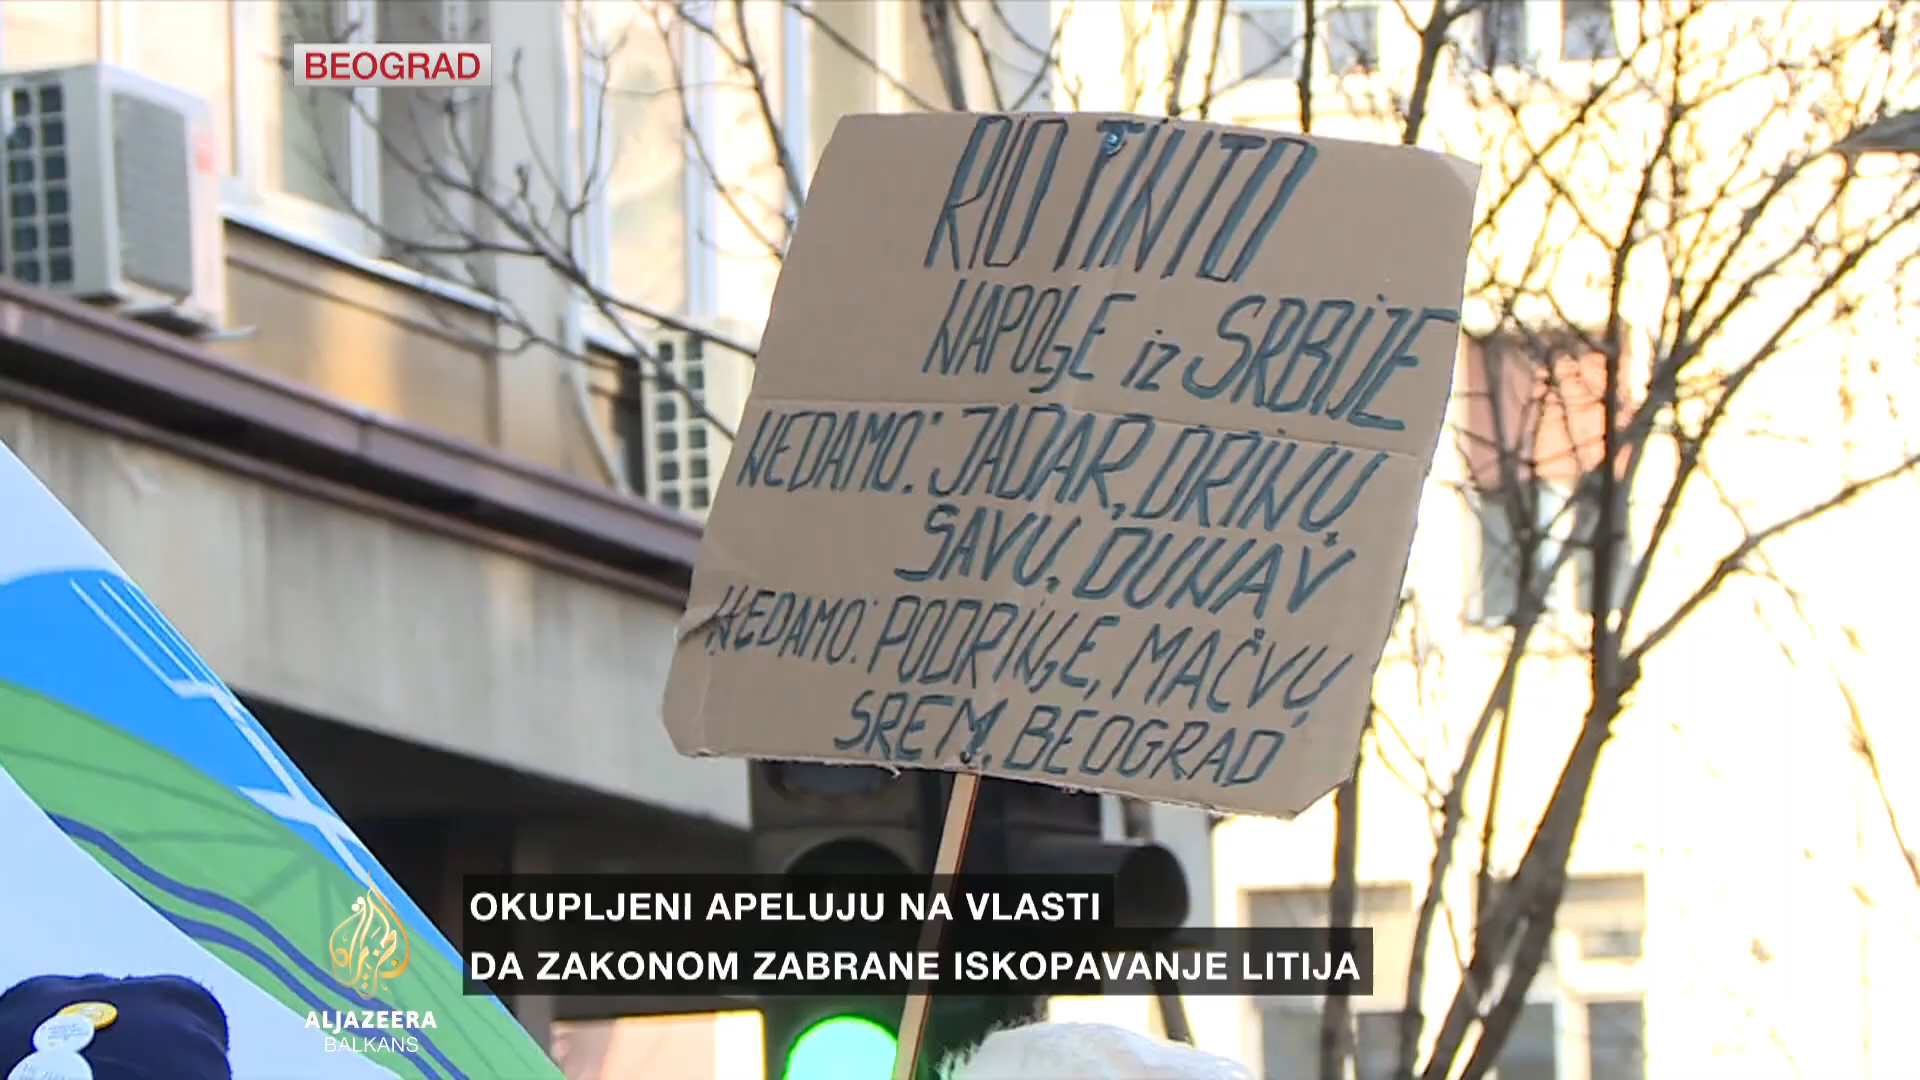 BEOGRAD
RIO TINTO
NAPOLJE iz SRBIJE
NEDAMO: JADAR, DRINU,
SAVU, DUNAV
NEDAMO: PODRINJE, MAČVU,
SREM, BEOGRAD
OKUPLJENI APELUJU NA VLASTI
DA ZAKONOM ZABRANE ISKOPAVANJE LITIJA
ALJAZEERA
BALKANS